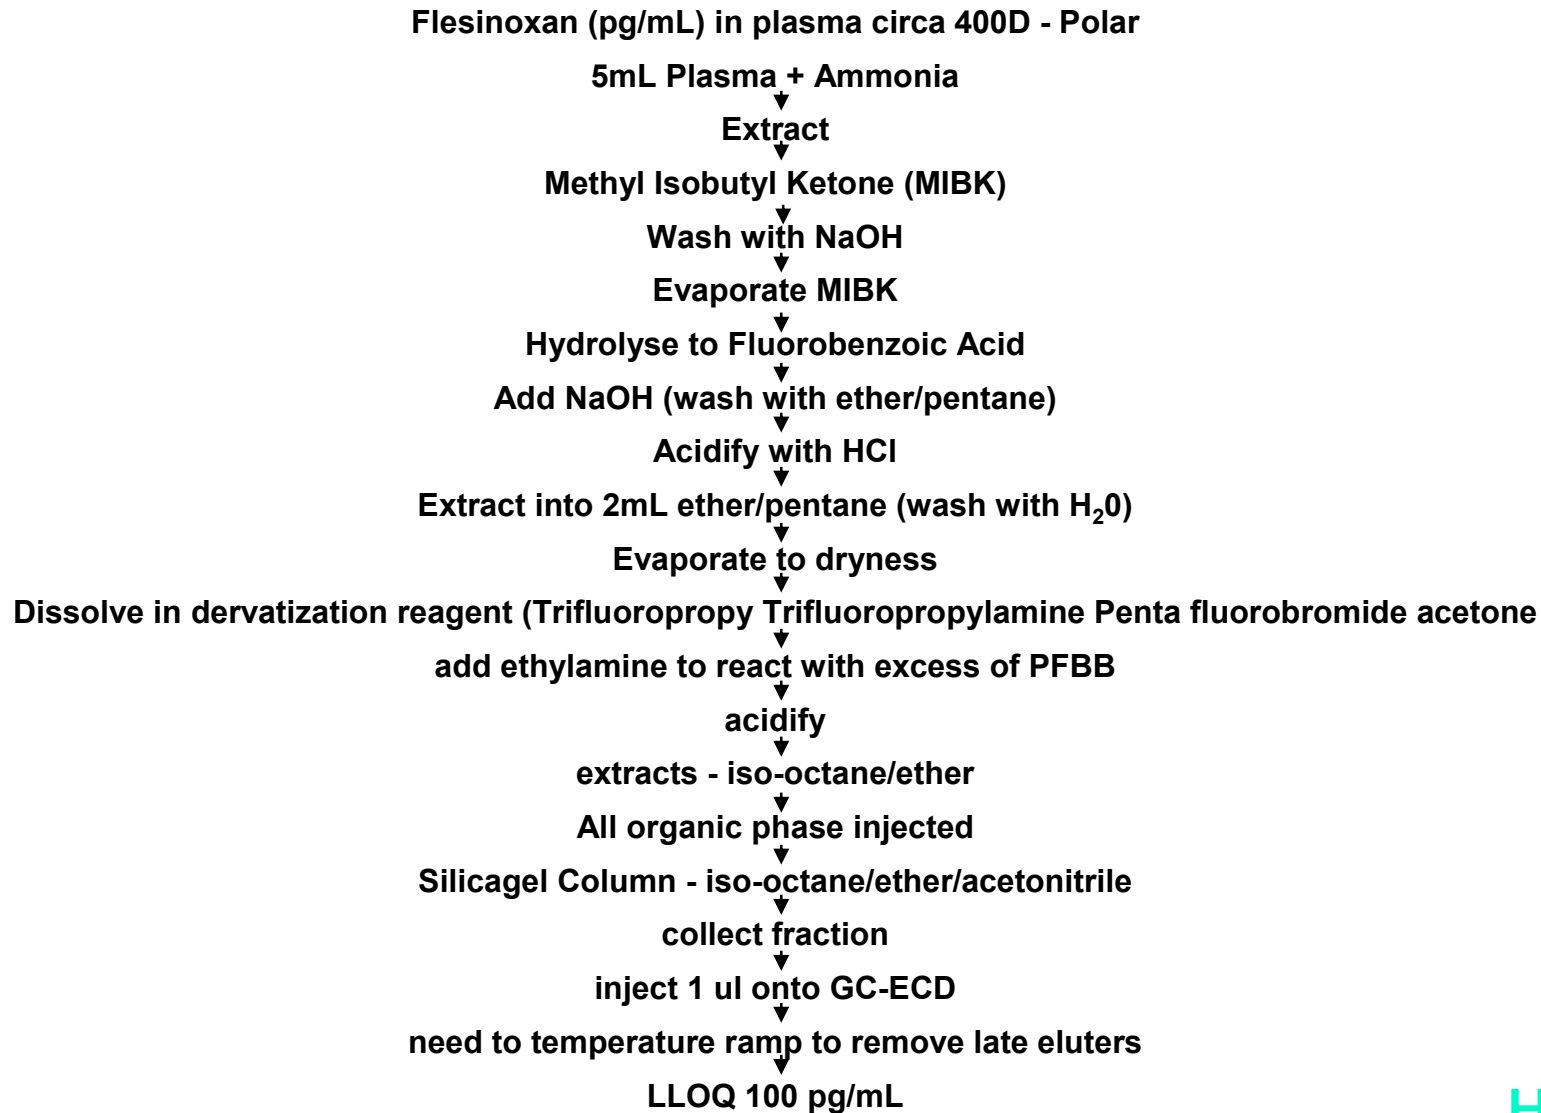 Flesinoxan (pg/mL) in plasma circa 400D - Polar
5mL Plasma + Ammonia
Extract
Methyl Isobutyl Ketone (MIBK)
Wash with NaOH
Evaporate MIBK
Hydrolyse to Fluorobenzoic Acid
Add NaOH (wash with ether/pentane)
Acidify with HCl
Extract into 2mL ether/pentane (wash with H₂0)
Evaporate to dryness
Dissolve in dervatization reagent (Trifluoropropy Trifluoropropylamine Penta fluorobromide acetone
add ethylamine to react with excess of PFBB
acidify
extracts - iso-octane/ether
All organic phase injected
Silicagel Column - iso-octane/ether/acetonitrile
collect fraction
inject 1 ul onto GC-ECD
need to temperature ramp to remove late eluters
LLOQ 100 pg/mL